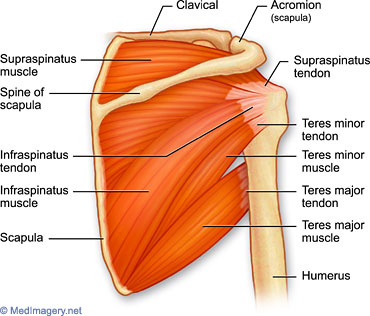 Clavical
Acromion
(scapula)
Supraspinatus
muscle
Spine of
scapula
Infraspinatus
tendon
Infraspinatus
muscle
Scapula
Supraspinatus
tendon
Teres minor
tendon
Teres minor
muscle
Teres major
tendon
Teres major
muscle
Humerus
© MedImagery.net